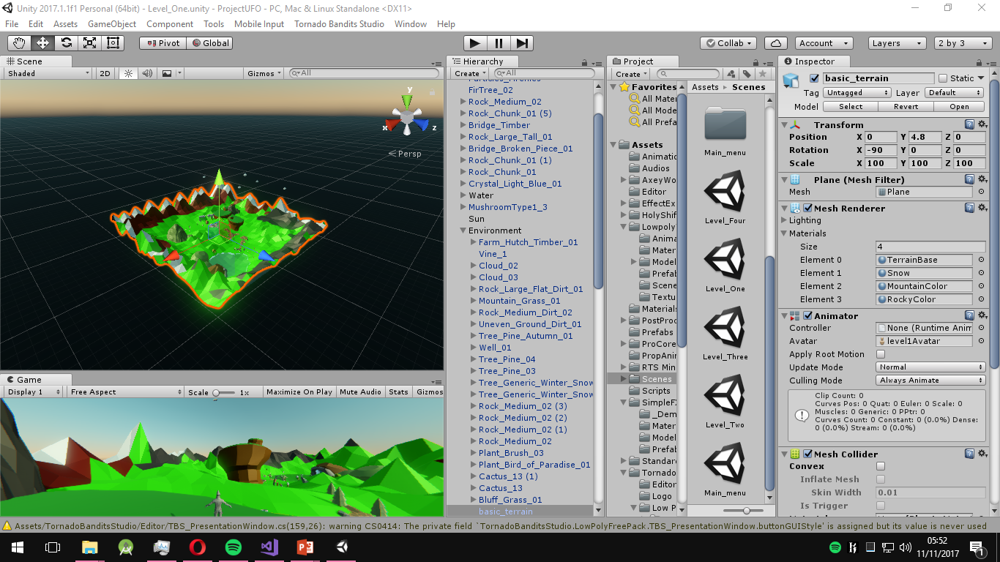 Unity 2017.1.1f1 Personal (64bit) - Level_One.unity - ProjectUFO - PC, Mac & Linux Standalone <DX11>
File Edit Assets GameObject Component Tools Mobile Input Tornado Bandits Studio Window Help
Pivot Global Collab Account Layers 2 by 3
Scene
Shaded 2D Gizmos All
y
x
z
Persp
Game
Display 1 Free Aspect Scale 1x Maximize On Play Mute Audio Stats Gizmos
Hierarchy
Create All
FirTree_02
Rock_Medium_02
Rock_Chunk_01 (5)
Bridge_Timber
Rock_Large_Tall_01
Bridge_Broken_Piece_01
Rock_Chunk_01 (1)
Rock_Chunk_01
Crystal_Light_Blue_01
Water
MushroomType1_3
Sun
Environment
Farm_Hutch_Timber_01
Vine_1
Cloud_02
Cloud_03
Rock_Large_Flat_Dirt_01
Mountain_Grass_01
Rock_Medium_Dirt_02
Uneven_Ground_Dirt_01
Tree_Pine_Autumn_01
Well_01
Tree_Pine_04
Tree_Pine_03
Tree_Generic_Winter_Snow
Tree_Generic_Winter_Snow
Rock_Medium_02 (3)
Rock_Medium_02 (2)
Rock_Medium_02 (1)
Rock_Medium_02
Plant_Brush_03
Plant_Bird_of_Paradise_01
Cactus_13 (1)
Cactus_13
Bluff_Grass_01
basic_terrain
Project
Create
Favorites
All Mater
All Mode
All Prefa
Assets
Animatic
Audios
AxeyWo
Editor
EffectEx
HolyShif
Lowpoly
Anima
Mater
Model
Prefab
Scene
Textu
Materials
PostProc
Prefabs
ProCore
PropAnir
RTS Min
Scenes
Scripts
SimpleFX
_Dem
Mater
Model
Prefab
Standard
Tornado
Editor
Logo
Low P
Assets Scenes
Main_menu
Level_Four
Level_One
Level_Three
Level_Two
Main_menu
Inspector
basic_terrain Static
Tag Untagged Layer Default
Model Select Revert Open
Transform
Position X 0 Y 4.8 Z 0
Rotation X -90 Y 0 Z 0
Scale X 100 Y 100 Z 100
Plane (Mesh Filter)
Mesh Plane
Mesh Renderer
Lighting
Materials
Size 4
Element 0 TerrainBase
Element 1 Snow
Element 2 MountainColor
Element 3 RockyColor
Animator
Controller None (Runtime Anim
Avatar level1Avatar
Apply Root Motion
Update Mode Normal
Culling Mode Always Animate
Clip Count: 0
Curves Pos: 0 Quat: 0 Euler: 0 Scale: 0
Muscles: 0 Generic: 0 PPtr: 0
Curves Count: 0 Constant: 0 (0.0%) Dense:
0 (0.0%) Stream: 0 (0.0%)
Mesh Collider
Convex
Inflate Mesh
Skin Width 0.01
Is Trigger
Assets/TornadoBanditsStudio/Editor/TBS_PresentationWindow.cs(159,26): warning CS0414: The private field `TornadoBanditsStudio.LowPolyFreePack.TBS_PresentationWindow.buttonGUIStyle' is assigned but its value is never used
05:52
11/11/2017
1